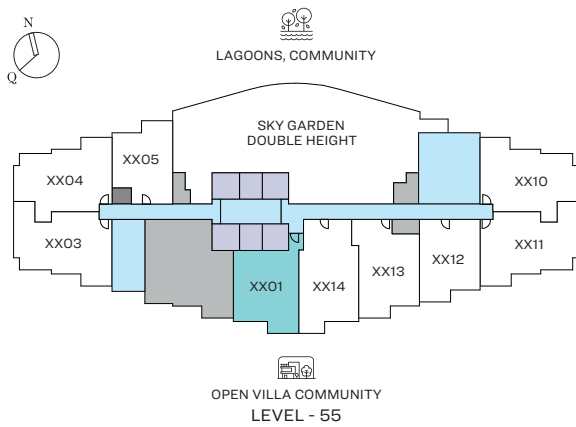 N
Q
LAGOONS, COMMUNITY
SKY GARDEN
DOUBLE HEIGHT
XX05
XX04
XX10
XX03
XX11
XX12
XX13
XX01
XX14
OPEN VILLA COMMUNITY
LEVEL - 55